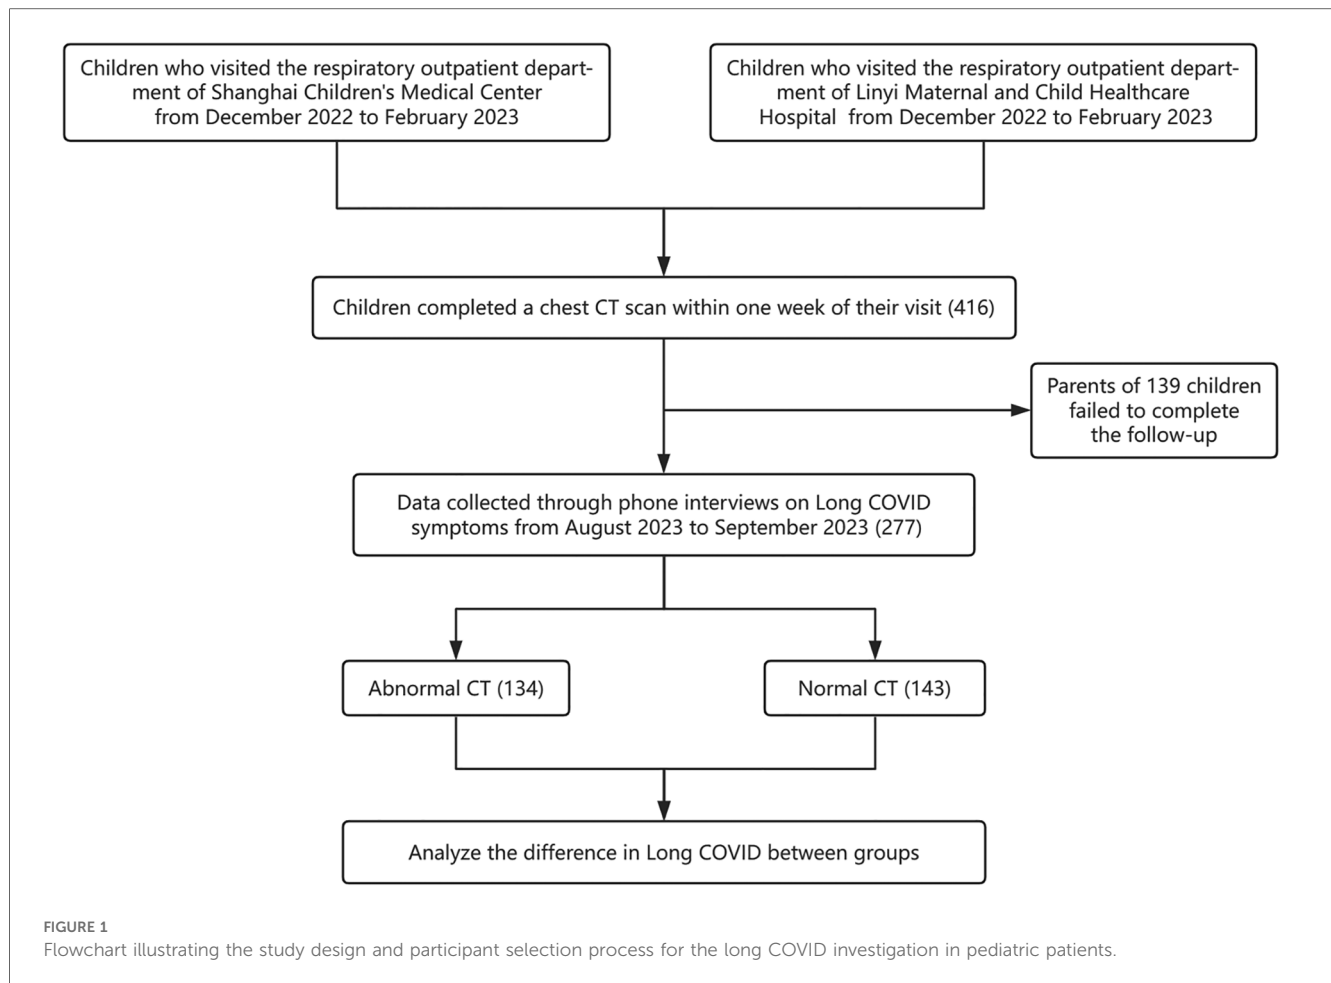 Children who visited the respiratory outpatient depart-
ment of Shanghai Children's Medical Center
from December 2022 to February 2023
Children who visited the respiratory outpatient depart-
ment of Linyi Maternal and Child Healthcare
Hospital from December 2022 to February 2023
Children completed a chest CT scan within one week of their visit (416)
Parents of 139 children
failed to complete
the follow-up
Data collected through phone interviews on Long COVID
symptoms from August 2023 to September 2023 (277)
Abnormal CT (134)
Normal CT (143)
Analyze the difference in Long COVID between groups
FIGURE 1
Flowchart illustrating the study design and participant selection process for the long COVID investigation in pediatric patients.